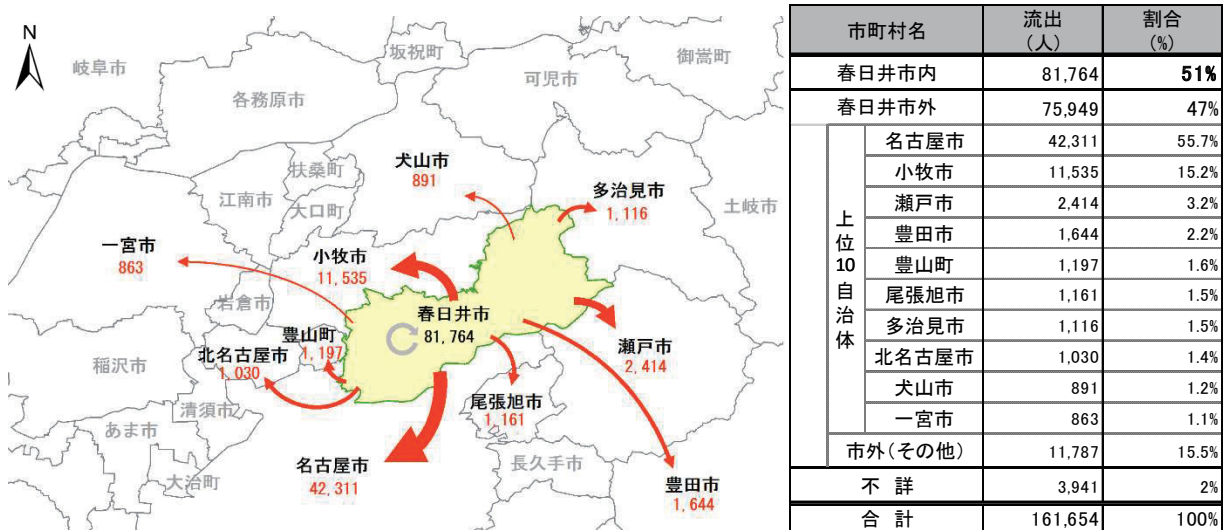 N
岐阜市
坂祝町
御嵩町
可児市
各務原市
犬山市
891
扶桑町
多治見市
1,116
江南市
大口町
土岐市
一宮市
863
小牧市
11,535
岩倉市
春日井市
81,764
豊山町
1,197
北名古屋市
1,030
稲沢市
瀬戸市
2,414
尾張旭市
1,161
清須市
あま市
長久手市
名古屋市
42,311
大治町
豊田市
1,644
市町村名 流出(人) 割合(%)
春日井市内 81,764 51%
春日井市外 75,949 47%
上位10自治体
名古屋市 42,311 55.7%
小牧市 11,535 15.2%
瀬戸市 2,414 3.2%
豊田市 1,644 2.2%
豊山町 1,197 1.6%
尾張旭市 1,161 1.5%
多治見市 1,116 1.5%
北名古屋市 1,030 1.4%
犬山市 891 1.2%
一宮市 863 1.1%
市外(その他) 11,787 15.5%
不 詳 3,941 2%
合 計 161,654 100%